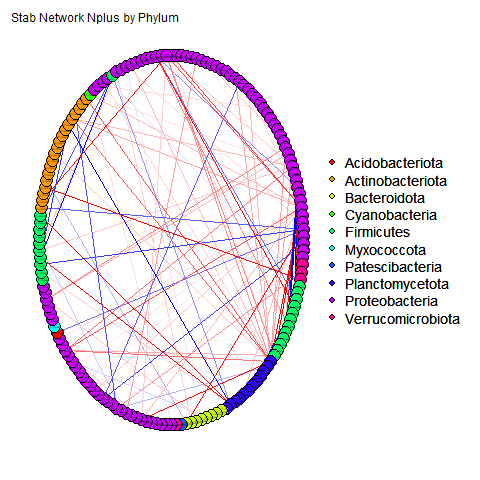 Stab Network Nplus by Phylum
Acidobacteriota
Actinobacteriota
Bacteroidota
Cyanobacteria
Firmicutes
Myxococcota
Patescibacteria
Planctomycetota
Proteobacteria
Verrucomicrobiota